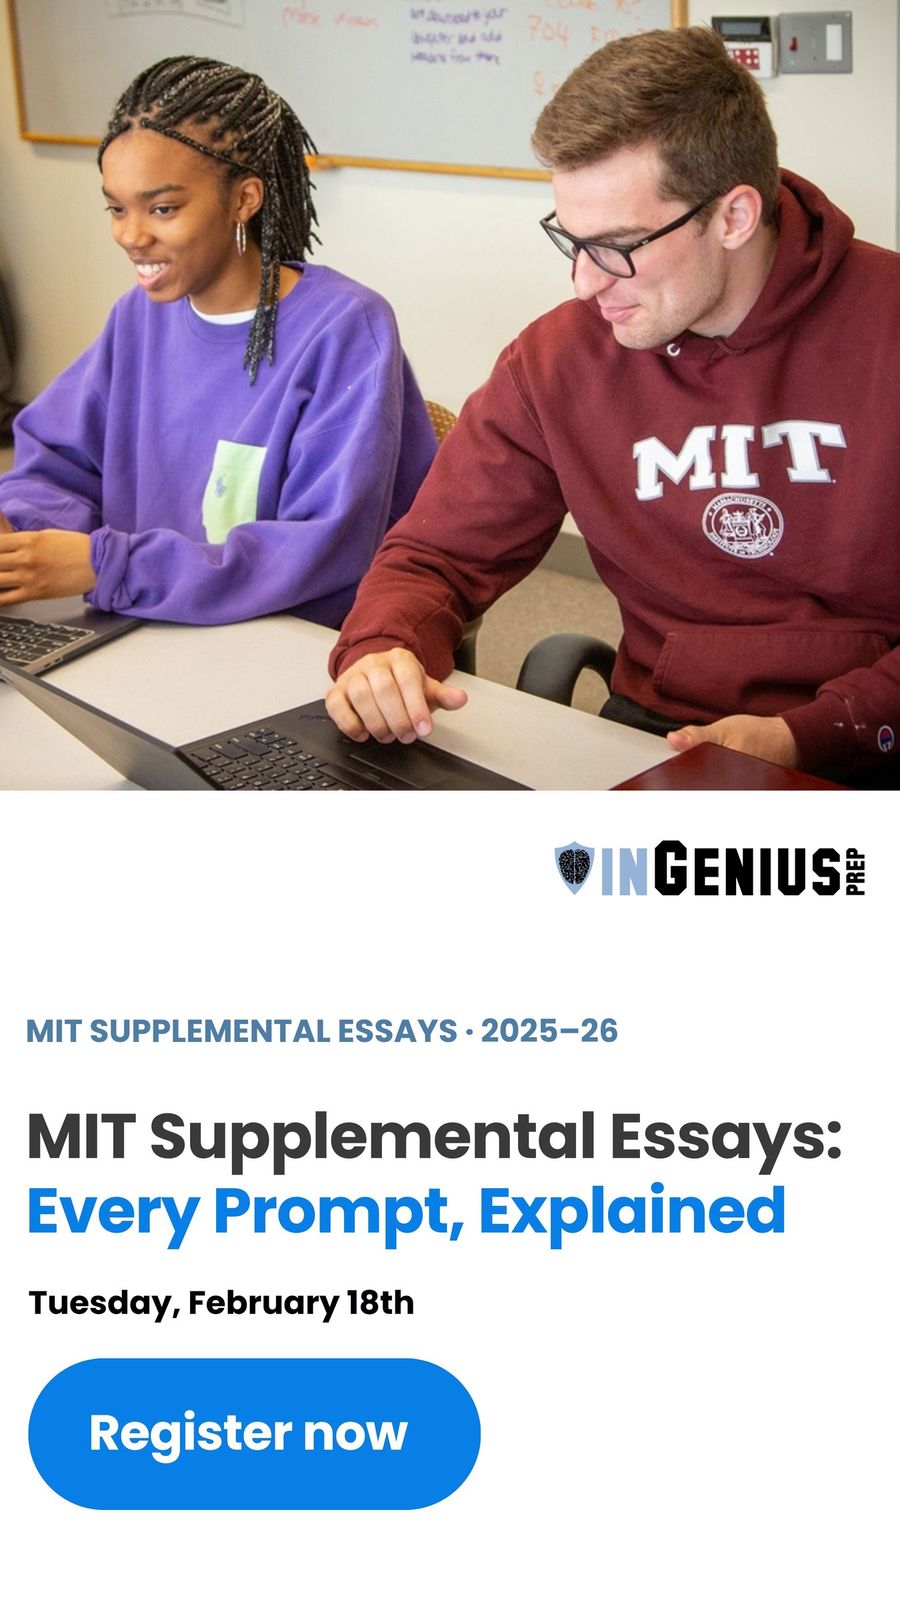 704
MIT
INGENIUS PREP
MIT SUPPLEMENTAL ESSAYS · 2025–26
MIT Supplemental Essays:
Every Prompt, Explained
Tuesday, February 18th
Register now